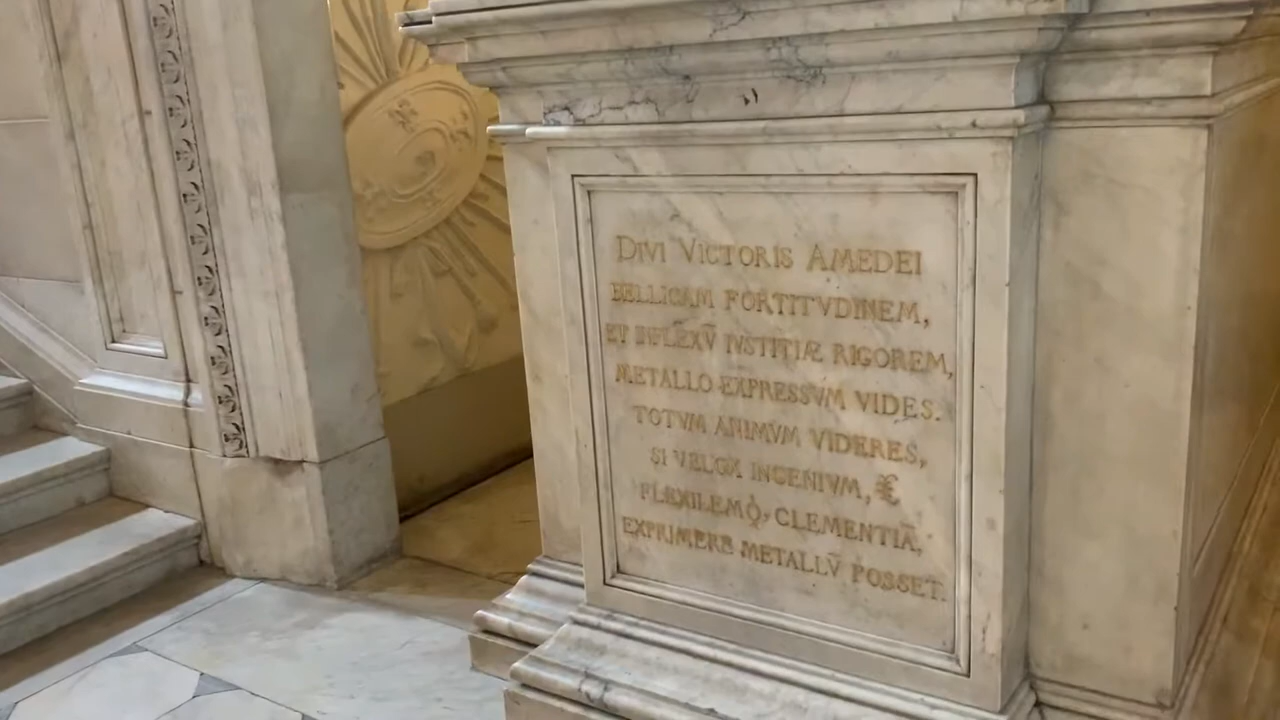 DIVI VICTORIS AMEDEI
BELLICAM FORTITVDINEM,
ET INFLEXV̄ IVSTITIÆ RIGOREM,
METALLO EXPRESSVM VIDES.
TOTVM ANIMVM VIDERES,
SI VELOX INGENIVM,
FLEXILEMQ̀, CLEMENTIĀ,
EXPRIMERE METALLV̄ POSSET.